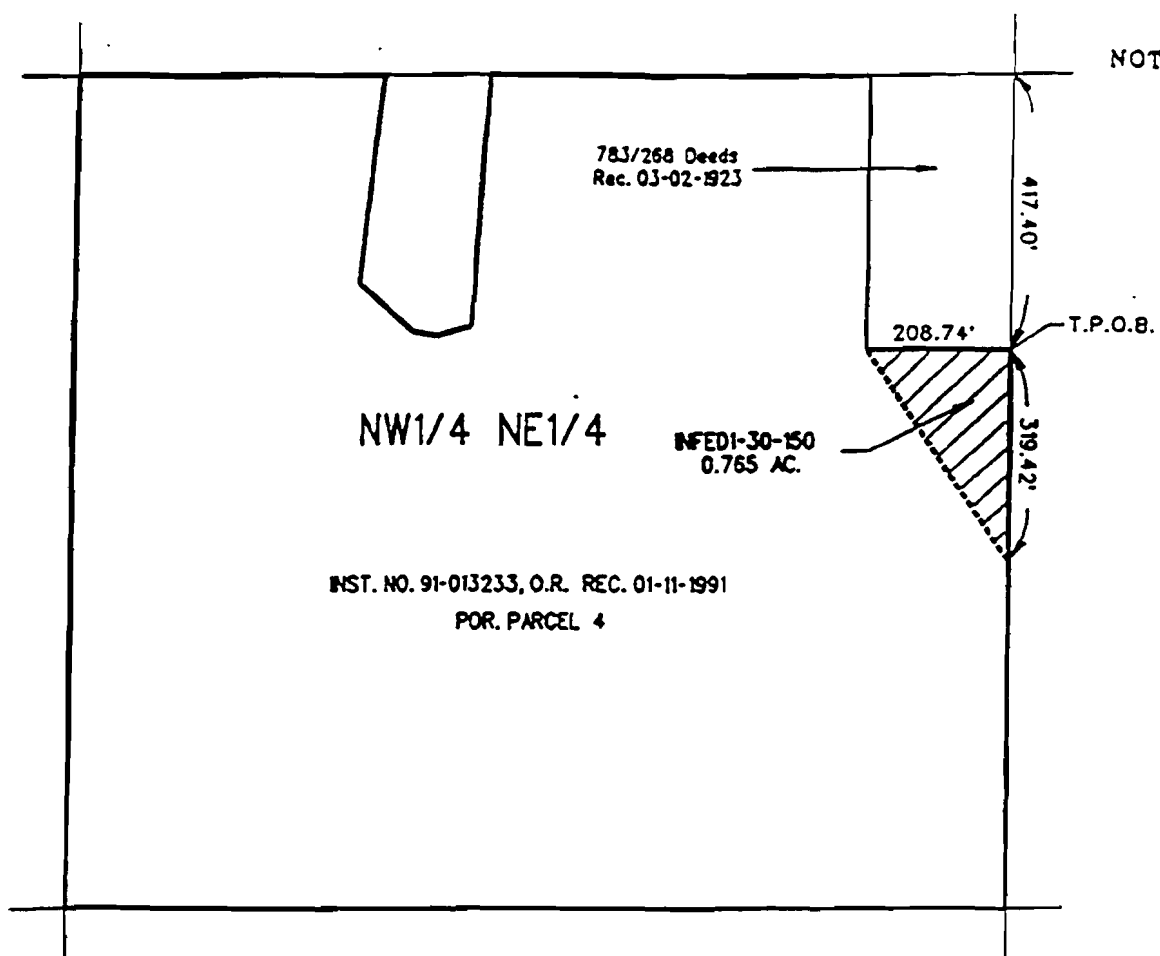 NOT
783/268 Deeds
Rec. 03-02-1923
417.40'
208.74'
T.P.O.B.
NW1/4 NE1/4
INFED1-30-150
0.765 AC.
319.42'
INST. NO. 91-013233, O.R. REC. 01-11-1991
POR. PARCEL 4